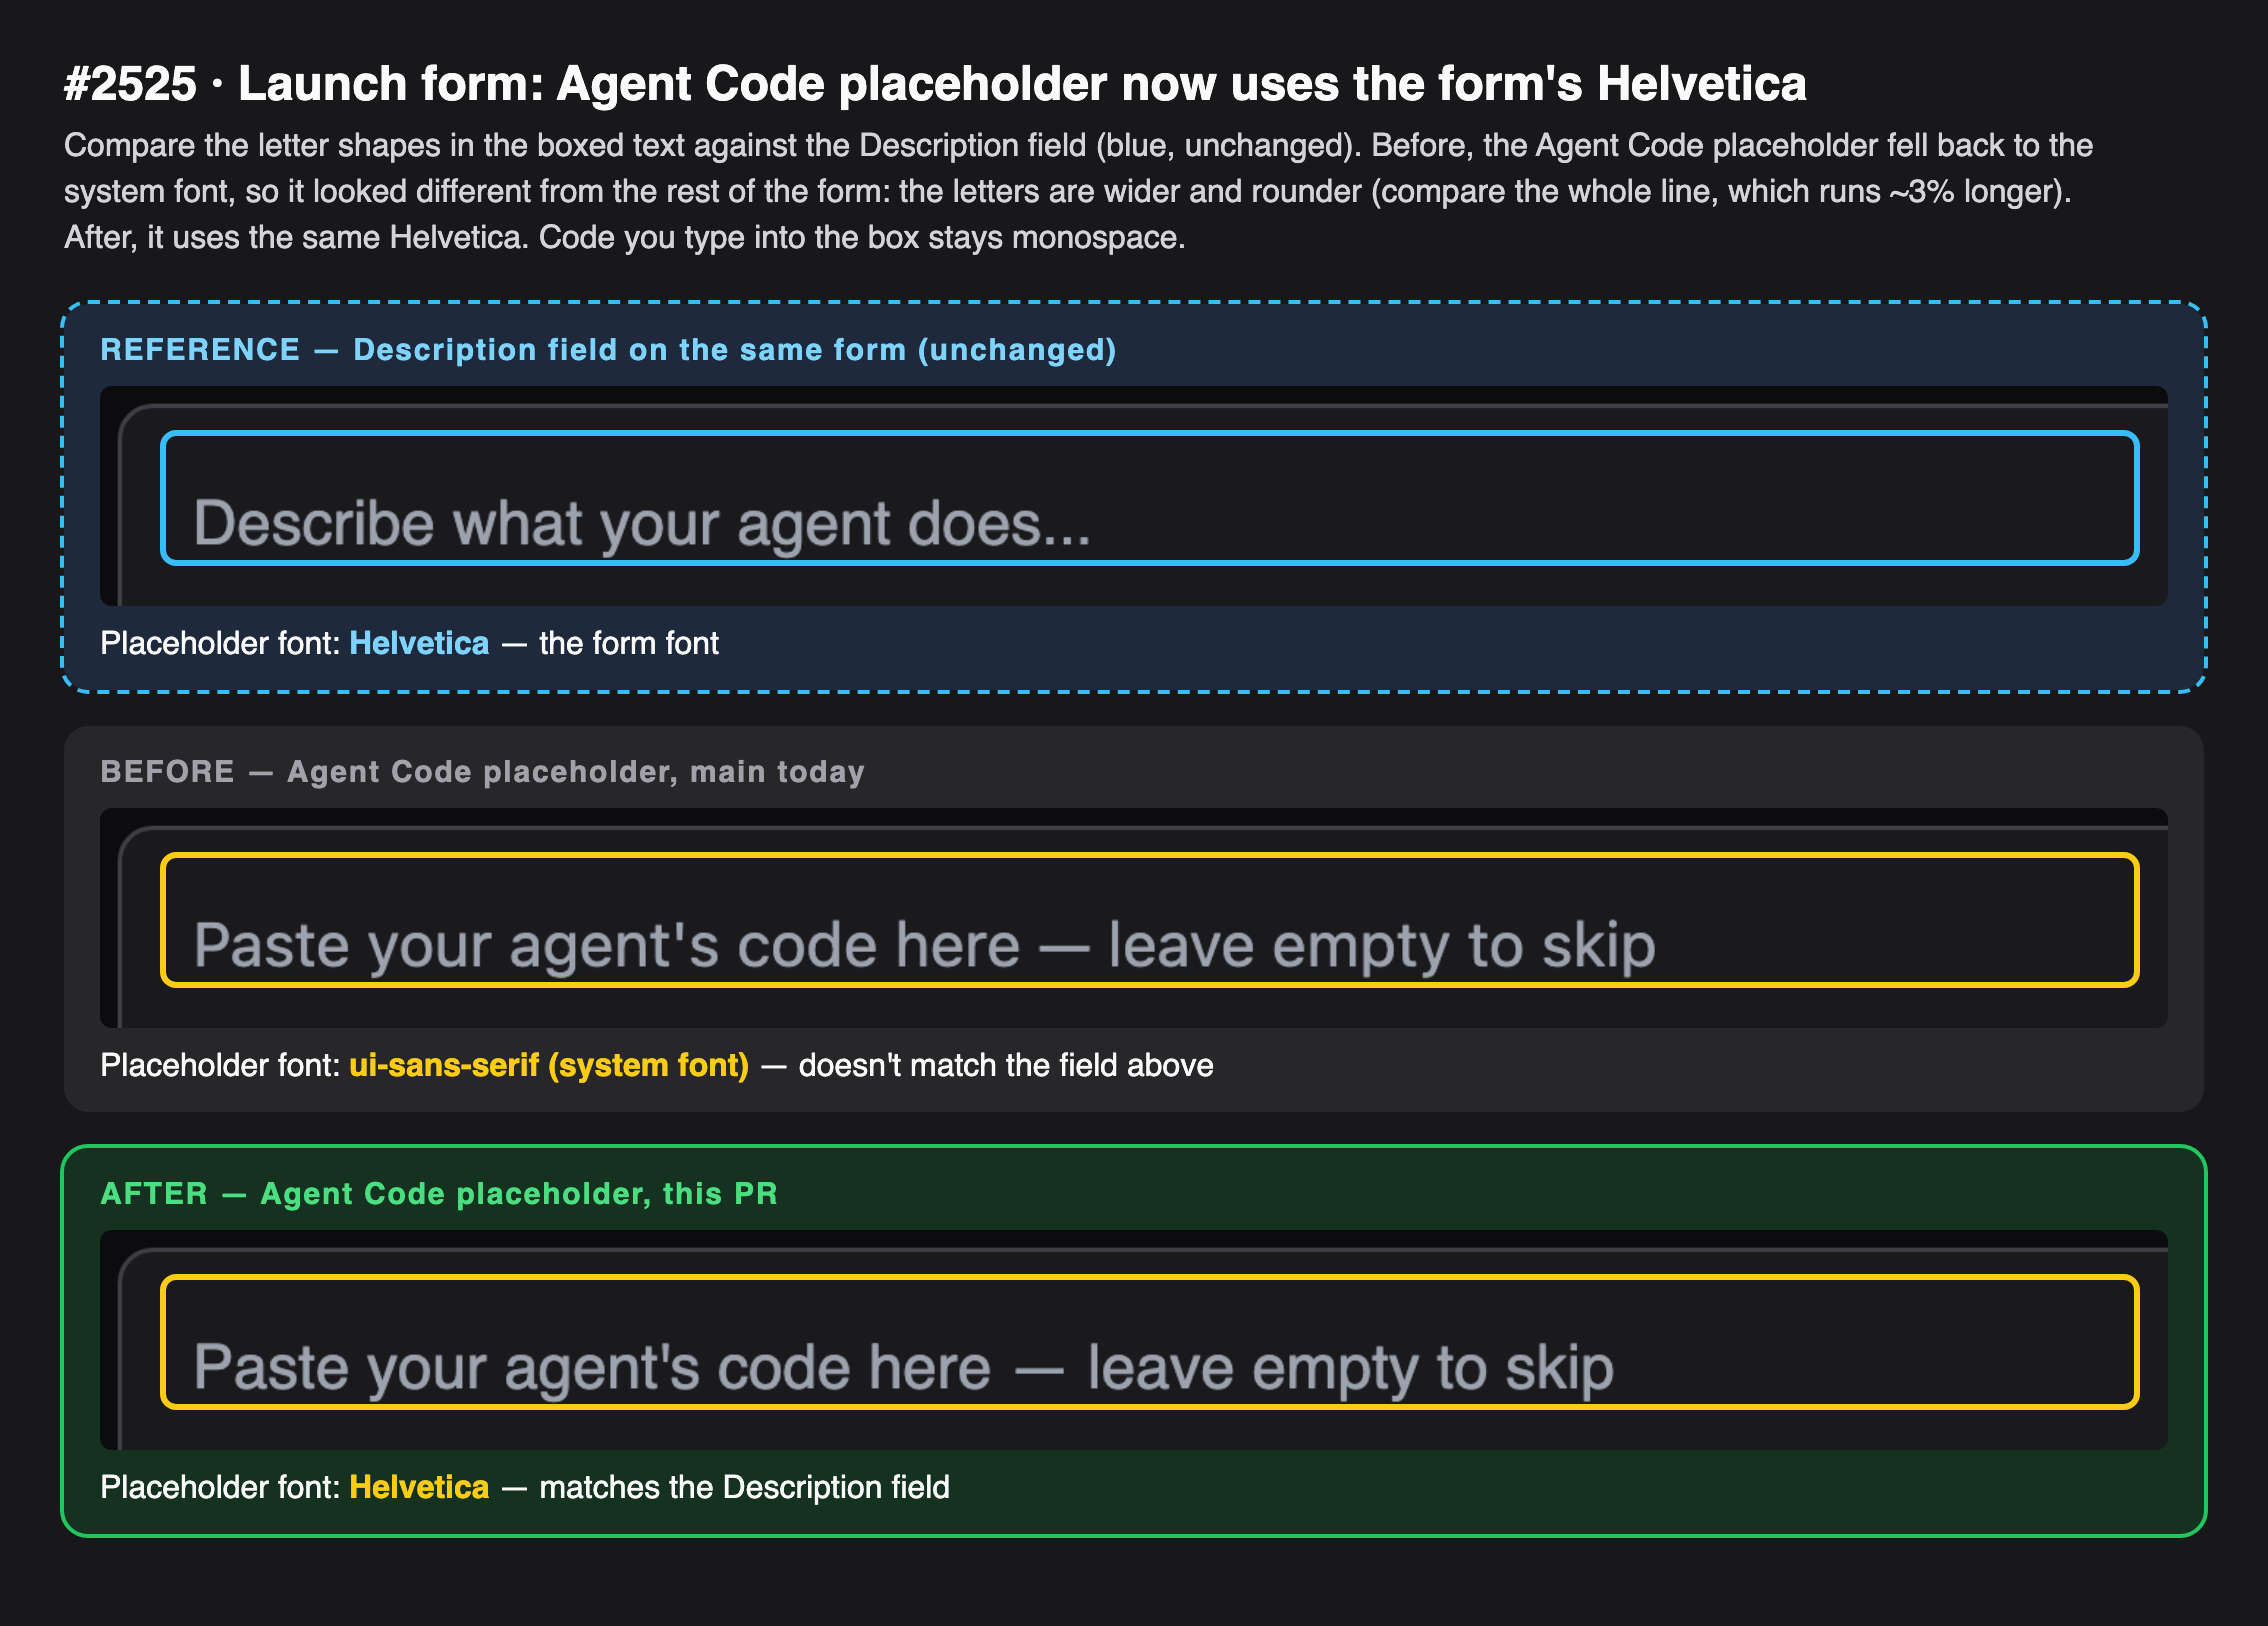 #2525 · Launch form: Agent Code placeholder now uses the form's Helvetica
Compare the letter shapes in the boxed text against the Description field (blue, unchanged). Before, the Agent Code placeholder fell back to the
system font, so it looked different from the rest of the form: the letters are wider and rounder (compare the whole line, which runs ~3% longer).
After, it uses the same Helvetica. Code you type into the box stays monospace.
REFERENCE — Description field on the same form (unchanged)
Describe what your agent does...
Placeholder font: Helvetica — the form font
BEFORE — Agent Code placeholder, main today
Paste your agent's code here — leave empty to skip
Placeholder font: ui-sans-serif (system font) — doesn't match the field above
AFTER — Agent Code placeholder, this PR
Paste your agent's code here — leave empty to skip
Placeholder font: Helvetica — matches the Description field